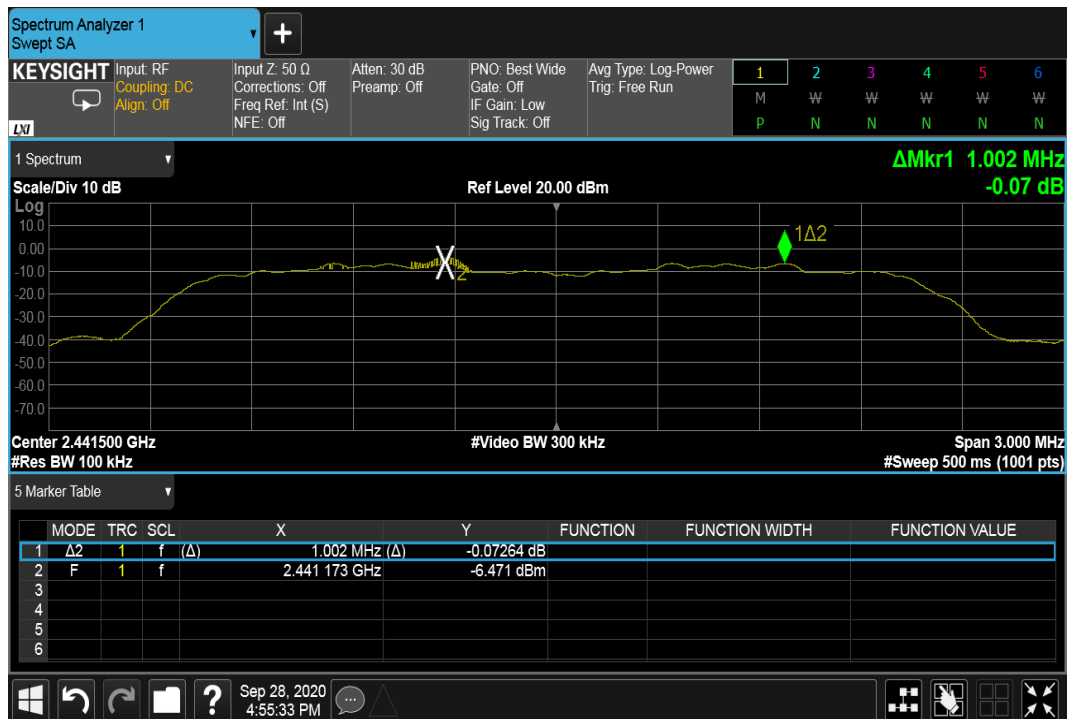 Spectrum Analyzer 1
Swept SA
+
KEYSIGHT Input: RF Input Z: 50 Ω Atten: 30 dB PNO: Best Wide Avg Type: Log-Power 1 2 3 4 5 6
Coupling: DC Corrections: Off Preamp: Off Gate: Off Trig: Free Run M W W W W W
Align: Off Freq Ref: Int (S) IF Gain: Low
LXI NFE: Off Sig Track: Off P N N N N N
1 Spectrum ΔMkr1 1.002 MHz
Scale/Div 10 dB Ref Level 20.00 dBm -0.07 dB
Log
10.0
1Δ2
0.00
-10.0
2
-20.0
-30.0
-40.0
-50.0
-60.0
-70.0
Center 2.441500 GHz #Video BW 300 kHz Span 3.000 MHz
#Res BW 100 kHz #Sweep 500 ms (1001 pts)
5 Marker Table
MODE TRC SCL X Y FUNCTION FUNCTION WIDTH FUNCTION VALUE
1 Δ2 1 f (Δ) 1.002 MHz (Δ) -0.07264 dB
2 F 1 f 2.441 173 GHz -6.471 dBm
3
4
5
6
? Sep 28, 2020
4:55:33 PM